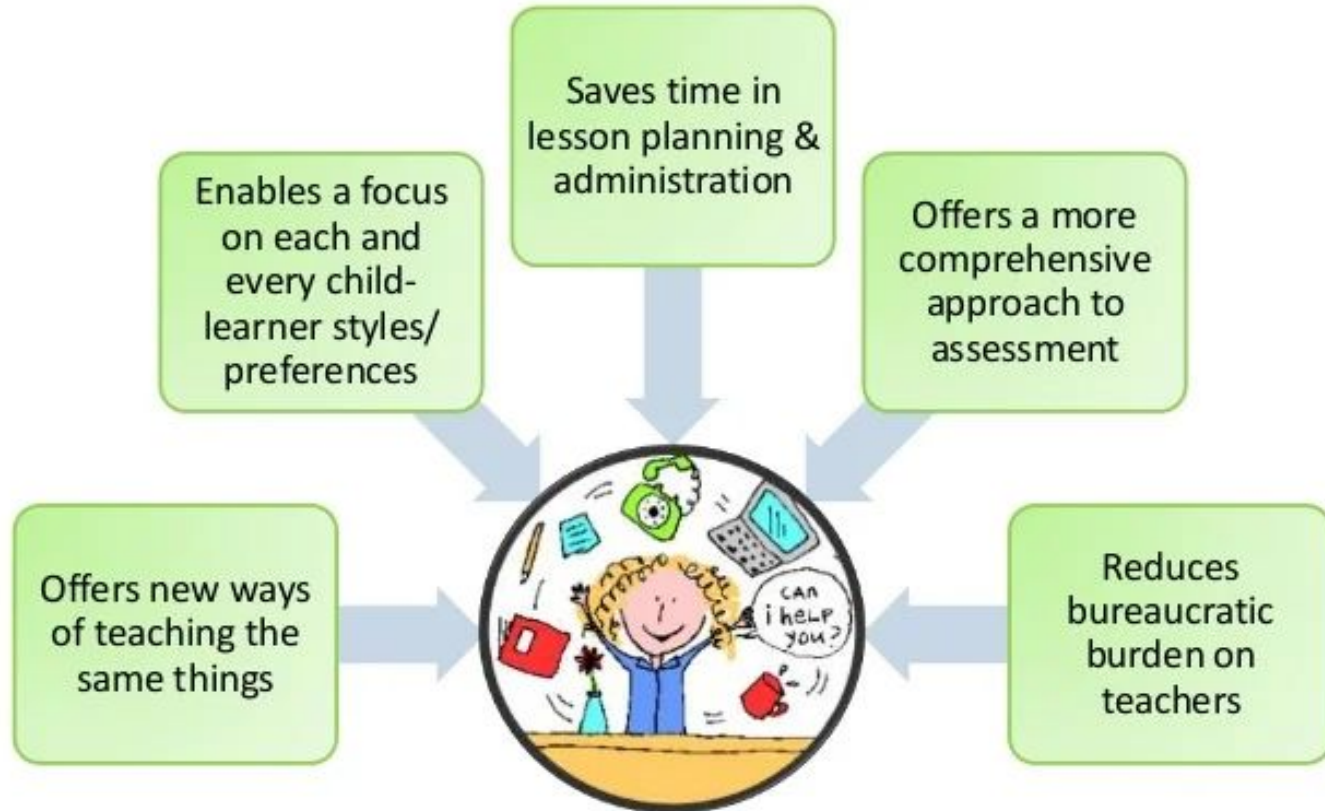 Saves time in
lesson planning &
administration
Enables a focus
on each and
every child-
learner styles/
preferences
Offers a more
comprehensive
approach to
assessment
Offers new ways
of teaching the
same things
can
i help
you?
Reduces
bureaucratic
burden on
teachers